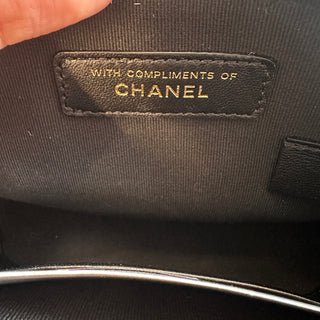 WITH COMPLIMENTS OF
CHANEL